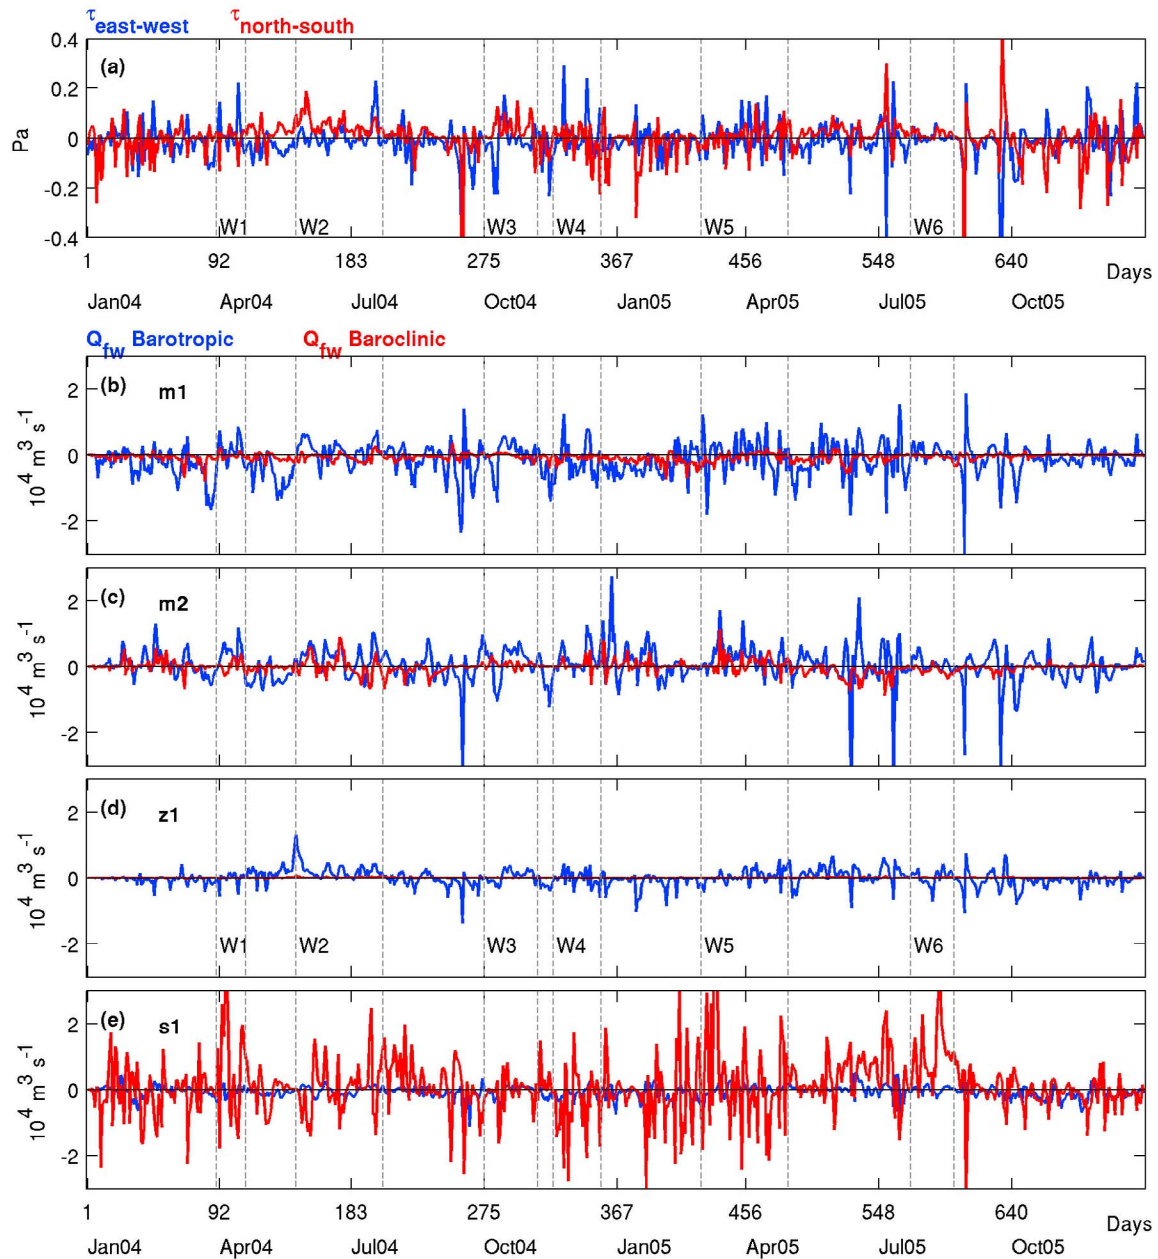 τeast-west τnorth-south
0.4
(a)
0.2
Pa
0
-0.2
-0.4
W1 W2 W3 W4 W5 W6
1 92 183 275 367 456 548 640 Days
Jan04 Apr04 Jul04 Oct04 Jan05 Apr05 Jul05 Oct05
Qfw Barotropic Qfw Baroclinic
(b) m1
2
0
-2
10⁴ m³ s⁻¹
(c) m2
2
0
-2
10⁴ m³ s⁻¹
(d) z1
2
0
-2
10⁴ m³ s⁻¹
W1 W2 W3 W4 W5 W6
(e) s1
2
0
-2
10⁴ m³ s⁻¹
1 92 183 275 367 456 548 640 Days
Jan04 Apr04 Jul04 Oct04 Jan05 Apr05 Jul05 Oct05